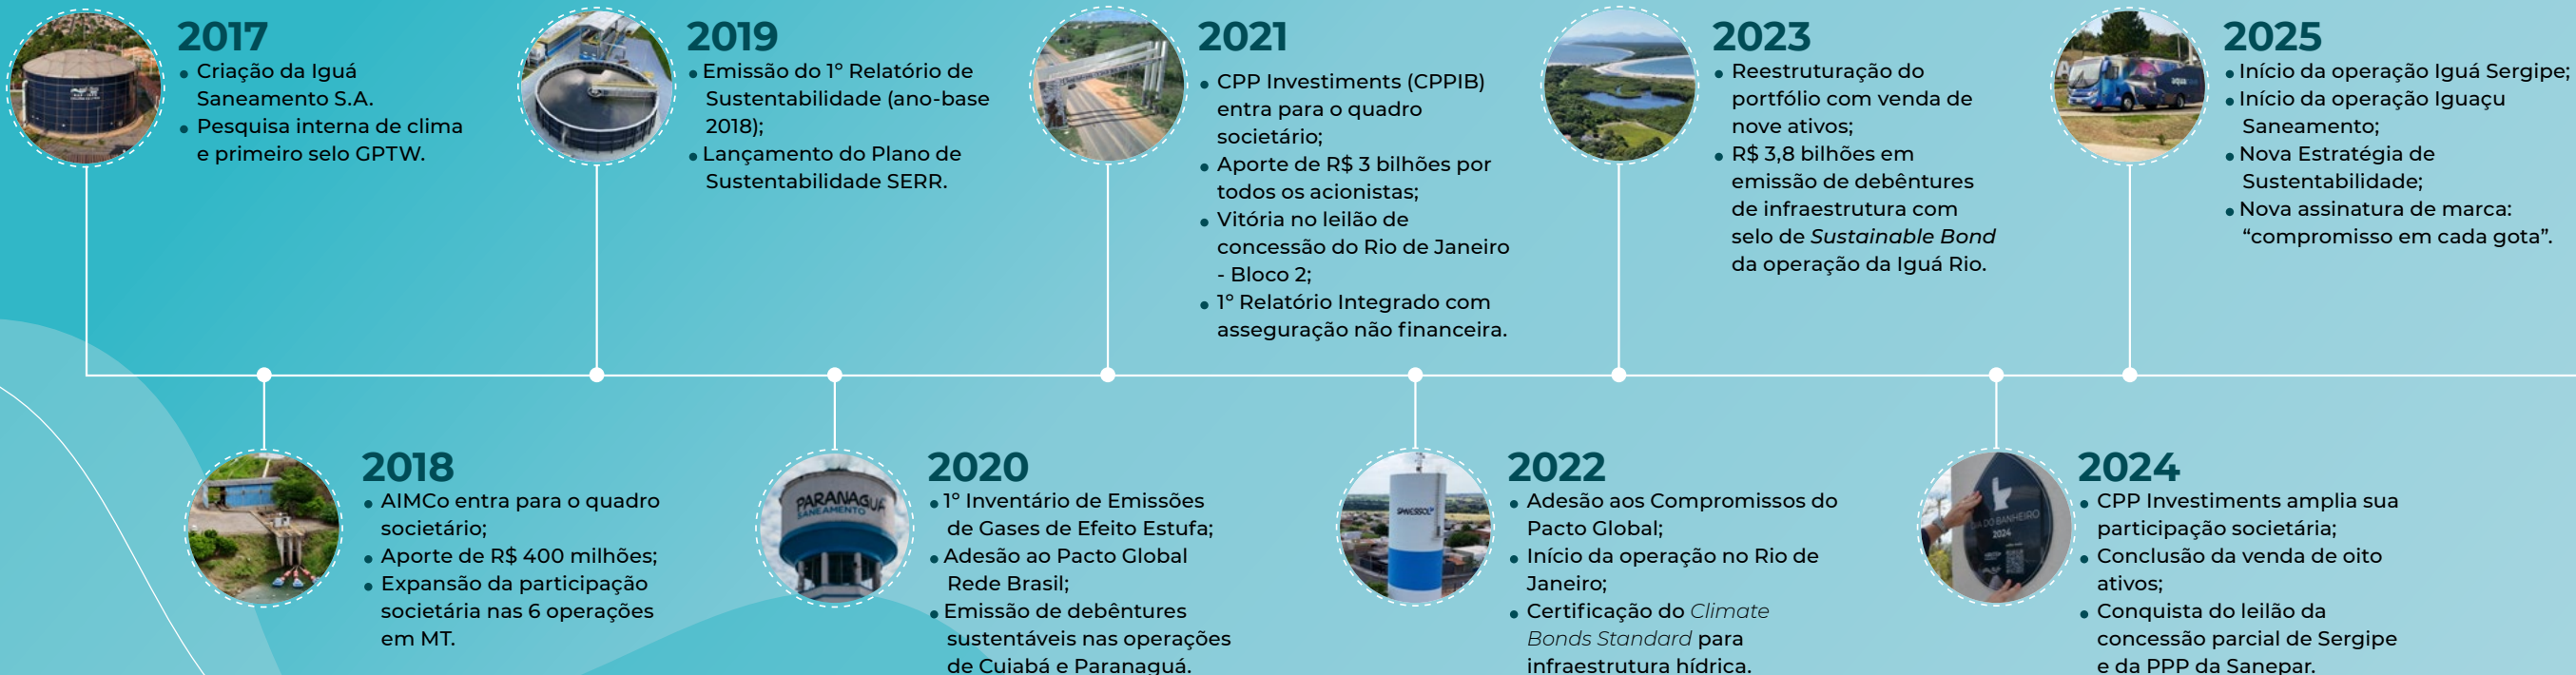 2017
• Criação da Iguá
Saneamento S.A.
• Pesquisa interna de clima
e primeiro selo GPTW.
2018
• AIMCo entra para o quadro
societário;
• Aporte de R$ 400 milhões;
• Expansão da participação
societária nas 6 operações
em MT.
2019
• Emissão do 1º Relatório de
Sustentabilidade (ano-base
2018);
• Lançamento do Plano de
Sustentabilidade SERR.
PARANAGUÁ
SANEAMENTO
2020
• 1º Inventário de Emissões
de Gases de Efeito Estufa;
• Adesão ao Pacto Global
Rede Brasil;
• Emissão de debêntures
sustentáveis nas operações
de Cuiabá e Paranaguá.
2021
• CPP Investiments (CPPIB)
entra para o quadro
societário;
• Aporte de R$ 3 bilhões por
todos os acionistas;
• Vitória no leilão de
concessão do Rio de Janeiro
- Bloco 2;
• 1º Relatório Integrado com
asseguração não financeira.
SANESSOL
2022
• Adesão aos Compromissos do
Pacto Global;
• Início da operação no Rio de
Janeiro;
• Certificação do Climate
Bonds Standard para
infraestrutura hídrica.
2023
• Reestruturação do
portfólio com venda de
nove ativos;
• R$ 3,8 bilhões em
emissão de debêntures
de infraestrutura com
selo de Sustainable Bond
da operação da Iguá Rio.
DIA DO BANHEIRO
2024
2024
• CPP Investiments amplia sua
participação societária;
• Conclusão da venda de oito
ativos;
• Conquista do leilão da
concessão parcial de Sergipe
e da PPP da Sanepar.
2025
• Início da operação Iguá Sergipe;
• Início da operação Iguaçu
Saneamento;
• Nova Estratégia de
Sustentabilidade;
• Nova assinatura de marca:
“compromisso em cada gota”.